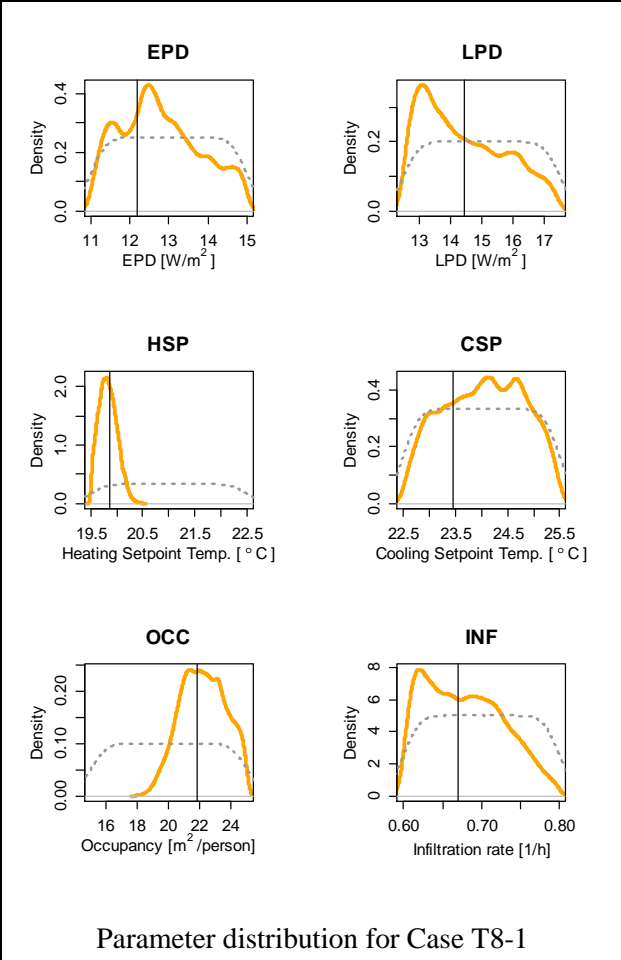 EPD
LPD
Density
0.0
0.2
0.4
11 12 13 14 15
EPD [W/m² ]
Density
0.0
0.2
13 14 15 16 17
LPD [W/m² ]
HSP
CSP
Density
0.0
1.0
2.0
19.5 20.5 21.5 22.5
Heating Setpoint Temp. [ ° C ]
Density
0.0
0.2
0.4
22.5 23.5 24.5 25.5
Cooling Setpoint Temp. [ ° C ]
OCC
INF
Density
0.00
0.10
0.20
16 18 20 22 24
Occupancy [m² /person]
Density
0
2
4
6
8
0.60 0.70 0.80
Infiltration rate [1/h]
Parameter distribution for Case T8-1